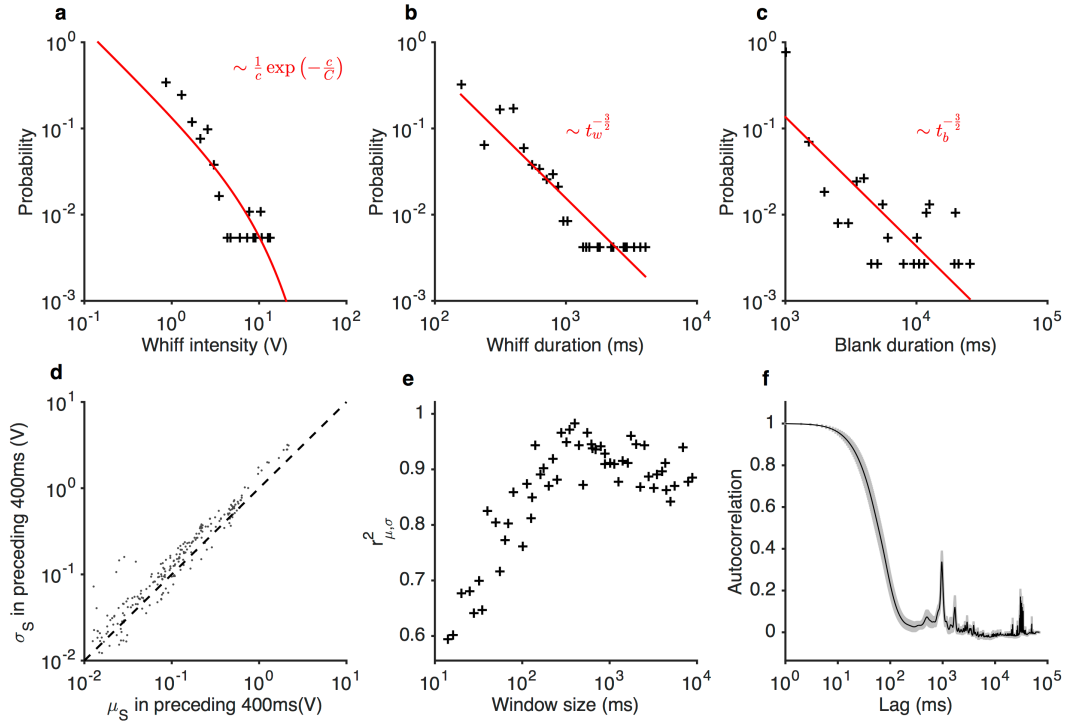 a
b
c
10^0
10^-1
10^-2
10^-3
Probability
~ 1/c exp(-c/C)
10^-1
10^0
10^1
10^2
Whiff intensity (V)
10^0
10^-1
10^-2
10^-3
Probability
~ t_w^{-3/2}
10^2
10^3
10^4
Whiff duration (ms)
10^0
10^-1
10^-2
10^-3
Probability
~ t_b^{-3/2}
10^3
10^4
10^5
Blank duration (ms)
d
e
f
10^1
10^0
10^-1
10^-2
σ_S in preceding 400ms (V)
10^-2
10^-1
10^0
10^1
μ_S in preceding 400ms(V)
1
0.9
0.8
0.7
0.6
r^2_{μ,σ}
10^1
10^2
10^3
10^4
Window size (ms)
1
0.8
0.6
0.4
0.2
0
Autocorrelation
10^0
10^1
10^2
10^3
10^4
10^5
Lag (ms)